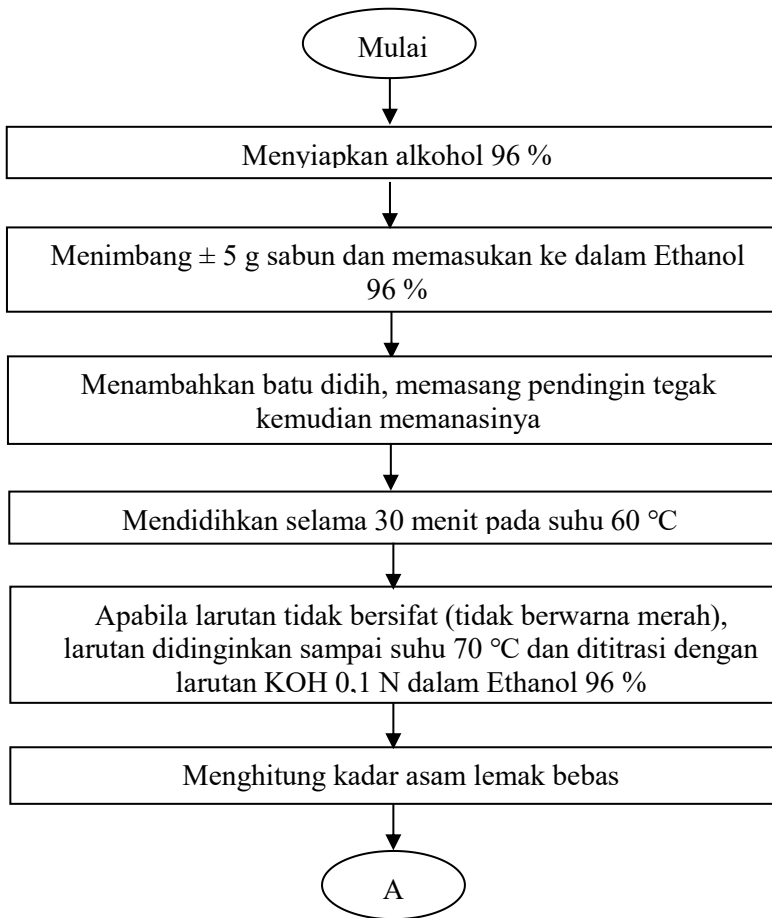 Mulai
Menyiapkan alkohol 96 %
Menimbang ± 5 g sabun dan memasukan ke dalam Ethanol
96 %
Menambahkan batu didih, memasang pendingin tegak
kemudian memanasinya
Mendidihkan selama 30 menit pada suhu 60 °C
Apabila larutan tidak bersifat (tidak berwarna merah),
larutan didinginkan sampai suhu 70 °C dan dititrasi dengan
larutan KOH 0,1 N dalam Ethanol 96 %
Menghitung kadar asam lemak bebas
A